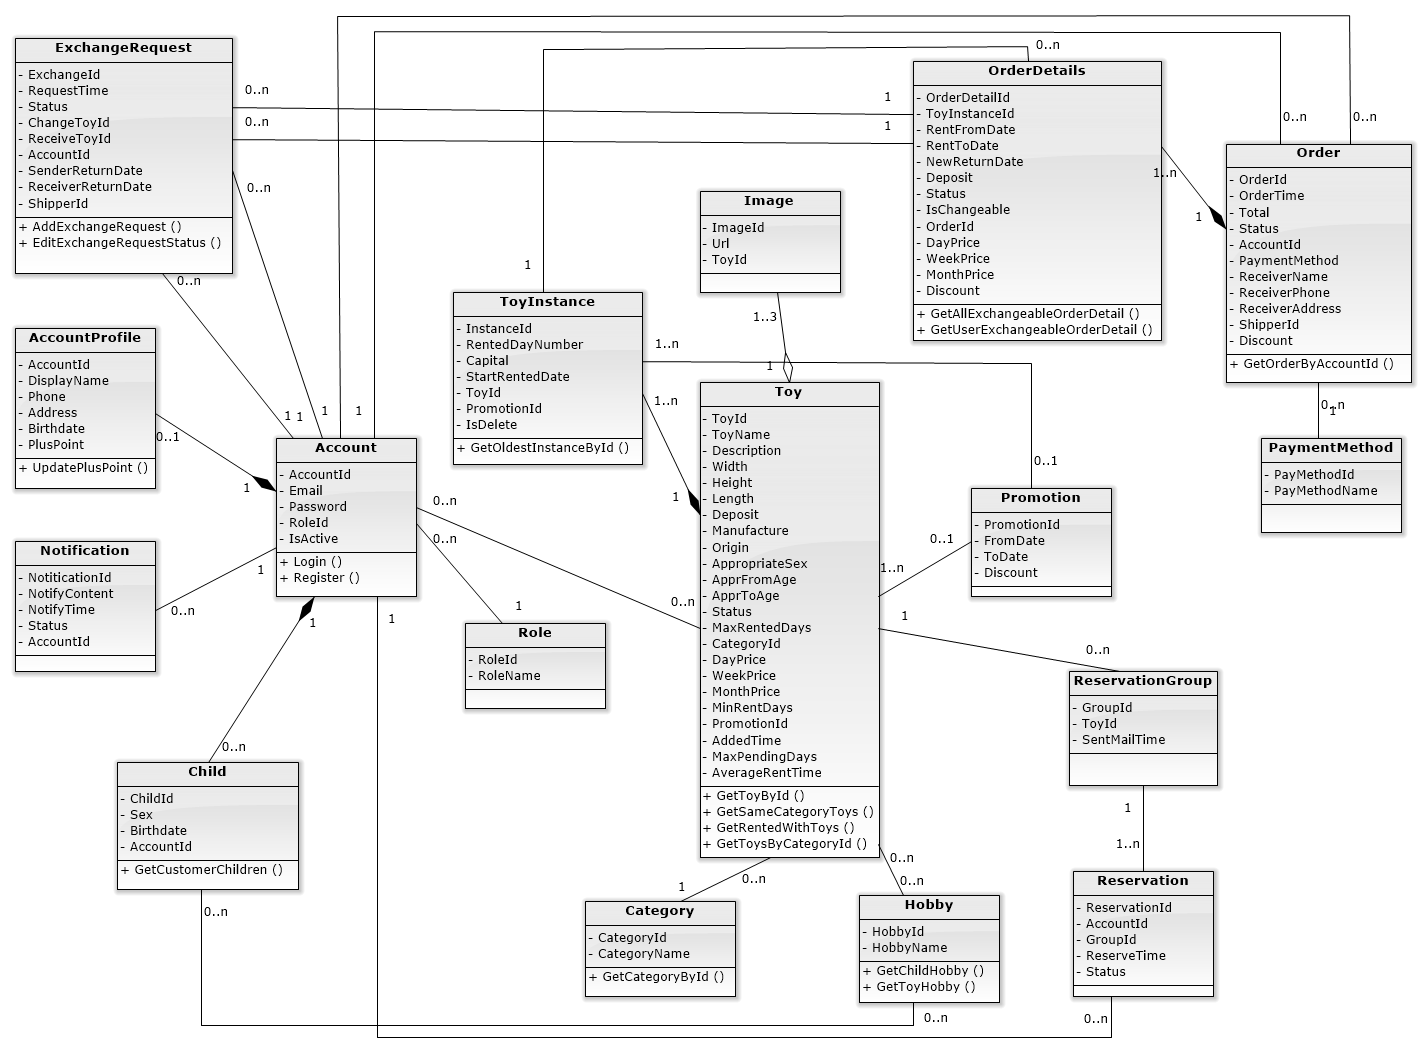 ExchangeRequest
- ExchangeId
- RequestTime
- Status
- ChangeToyId
- ReceiveToyId
- AccountId
- SenderReturnDate
- ReceiverReturnDate
- ShipperId
+ AddExchangeRequest ()
+ EditExchangeRequestStatus ()
0..n
0..n
0..n
0..n
1
1
0..n
OrderDetails
- OrderDetailId
- ToyInstanceId
- RentFromDate
- RentToDate
- NewReturnDate
- Deposit
- Status
- IsChangeable
- OrderId
- DayPrice
- WeekPrice
- MonthPrice
- Discount
+ GetAllExchangeableOrderDetail ()
+ GetUserExchangeableOrderDetail ()
1..n
1
0..n
0..n
Order
- OrderId
- OrderTime
- Total
- Status
- AccountId
- PaymentMethod
- ReceiverName
- ReceiverPhone
- ReceiverAddress
- ShipperId
- Discount
+ GetOrderByAccountId ()
0..n
1
PaymentMethod
- PayMethodId
- PayMethodName
Image
- ImageId
- Url
- ToyId
1..3
1
1
ToyInstance
- InstanceId
- RentedDayNumber
- Capital
- StartRentedDate
- ToyId
- PromotionId
- IsDelete
+ GetOldestInstanceById ()
1..n
1..n
1
AccountProfile
- AccountId
- DisplayName
- Phone
- Address
- Birthdate
- PlusPoint
+ UpdatePlusPoint ()
0..1
1
1
1
1
1
Account
- AccountId
- Email
- Password
- RoleId
- IsActive
+ Login ()
+ Register ()
0..n
0..n
1
1
1
Toy
- ToyId
- ToyName
- Description
- Width
- Height
- Length
- Deposit
- Manufacture
- Origin
- AppropriateSex
- ApprFromAge
- ApprToAge
- Status
- MaxRentedDays
- CategoryId
- DayPrice
- WeekPrice
- MonthPrice
- MinRentDays
- PromotionId
- AddedTime
- MaxPendingDays
- AverageRentTime
+ GetToyById ()
+ GetSameCategoryToys ()
+ GetRentedWithToys ()
+ GetToysByCategoryId ()
0..n
0..1
Promotion
- PromotionId
- FromDate
- ToDate
- Discount
0..1
1..n
1
0..n
Notification
- NotiticationId
- NotifyContent
- NotifyTime
- Status
- AccountId
0..n
1
Role
- RoleId
- RoleName
ReservationGroup
- GroupId
- ToyId
- SentMailTime
1
1..n
0..n
Child
- ChildId
- Sex
- Birthdate
- AccountId
+ GetCustomerChildren ()
0..n
0..n
1
Category
- CategoryId
- CategoryName
+ GetCategoryById ()
0..n
0..n
Hobby
- HobbyId
- HobbyName
+ GetChildHobby ()
+ GetToyHobby ()
0..n
Reservation
- ReservationId
- AccountId
- GroupId
- ReserveTime
- Status
0..n